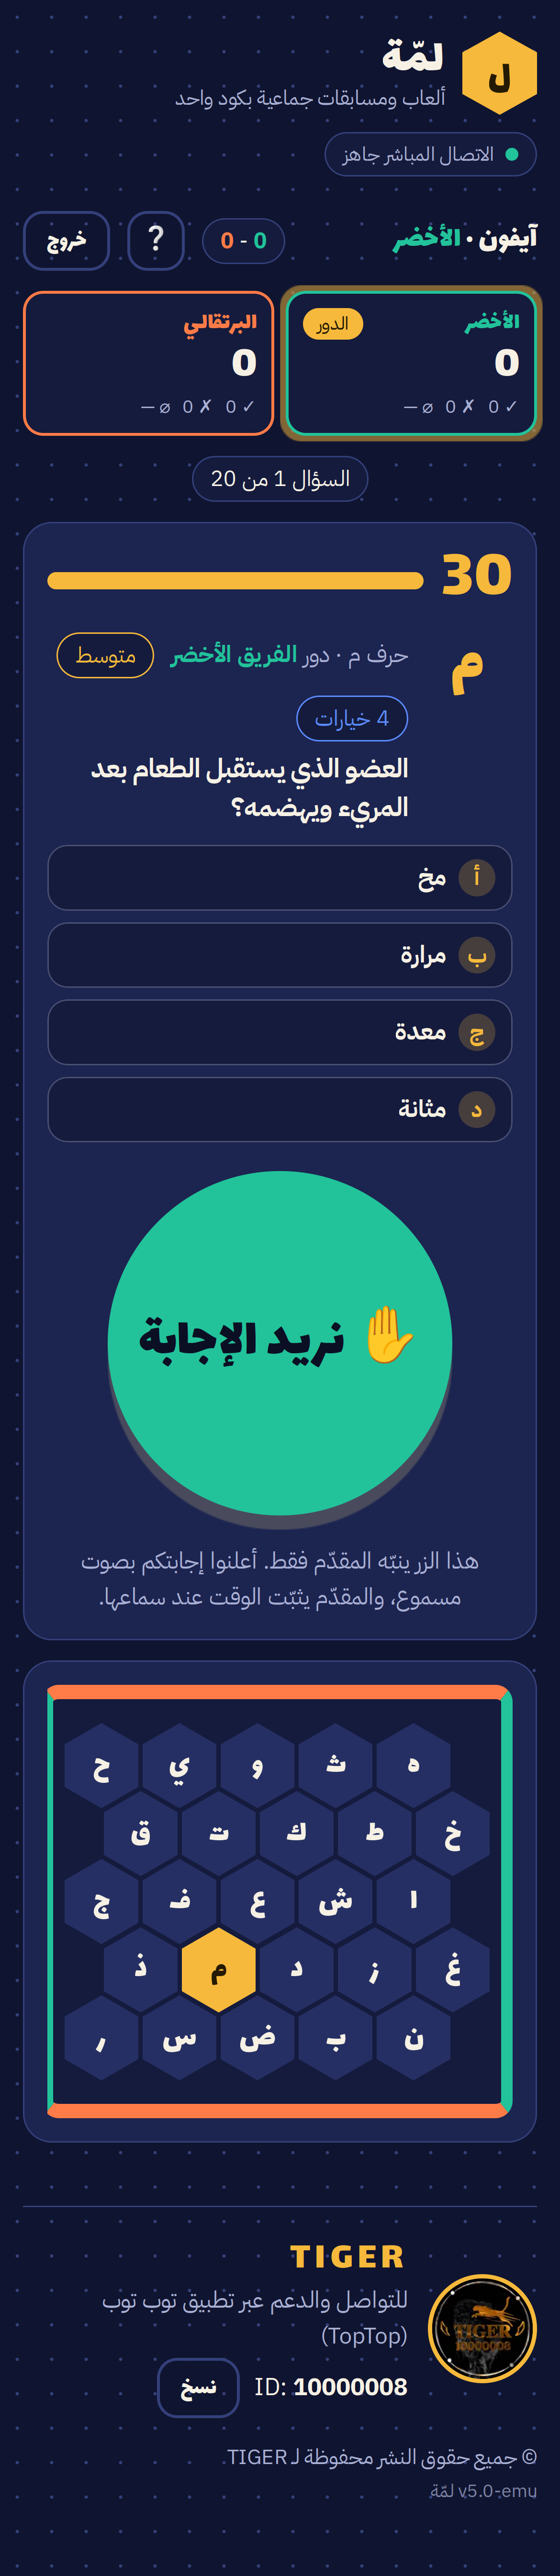 ل
لمّة
ألعاب ومسابقات جماعية بكود واحد
الاتصال المباشر جاهز
آيفون · الأخضر
0 - 0
?
خروج
الأخضر
الدور
0
✓ 0 ✗ 0 ⌀ —
البرتقالي
0
✓ 0 ✗ 0 ⌀ —
السؤال 1 من 20
30
م
حرف م · دور الفريق الأخضر
متوسط
4 خيارات
العضو الذي يستقبل الطعام بعد
المريء ويهضمه؟
أ مخ
ب مرارة
ج معدة
د مثانة
✋ نريد الإجابة
هذا الزر ينبّه المقدّم فقط. أعلنوا إجابتكم بصوت
مسموع، والمقدّم يثبّت الوقت عند سماعها.
ه ث و ي ح
خ ط ك ت ق
ا ش ع ف ج
غ ز د م ذ
ن ب ض س ر
TIGER
للتواصل والدعم عبر تطبيق توب توب
(TopTop)
ID: 10000008
نسخ
TIGER
10000008
© جميع حقوق النشر محفوظة لـ TIGER
لمّة v5.0-emu